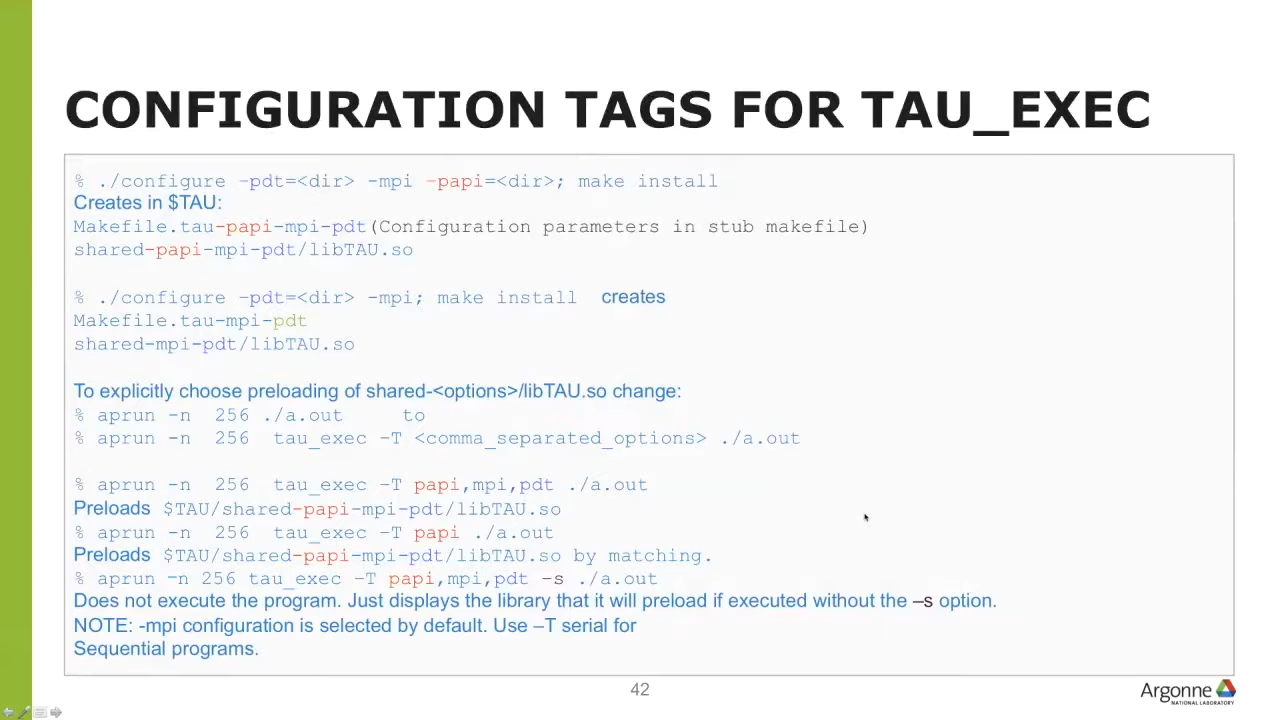 CONFIGURATION TAGS FOR TAU_EXEC
% ./configure –pdt=<dir> -mpi –papi=<dir>; make install
Creates in $TAU:
Makefile.tau-papi-mpi-pdt(Configuration parameters in stub makefile)
shared-papi-mpi-pdt/libTAU.so
% ./configure –pdt=<dir> -mpi; make install creates
Makefile.tau-mpi-pdt
shared-mpi-pdt/libTAU.so
To explicitly choose preloading of shared-<options>/libTAU.so change:
% aprun -n 256 ./a.out to
% aprun -n 256 tau_exec –T <comma_separated_options> ./a.out
% aprun -n 256 tau_exec –T papi,mpi,pdt ./a.out
Preloads $TAU/shared-papi-mpi-pdt/libTAU.so
% aprun -n 256 tau_exec –T papi ./a.out
Preloads $TAU/shared-papi-mpi-pdt/libTAU.so by matching.
% aprun –n 256 tau_exec –T papi,mpi,pdt –s ./a.out
Does not execute the program. Just displays the library that it will preload if executed without the –s option.
NOTE: -mpi configuration is selected by default. Use –T serial for
Sequential programs.
42
Argonne
NATIONAL LABORATORY